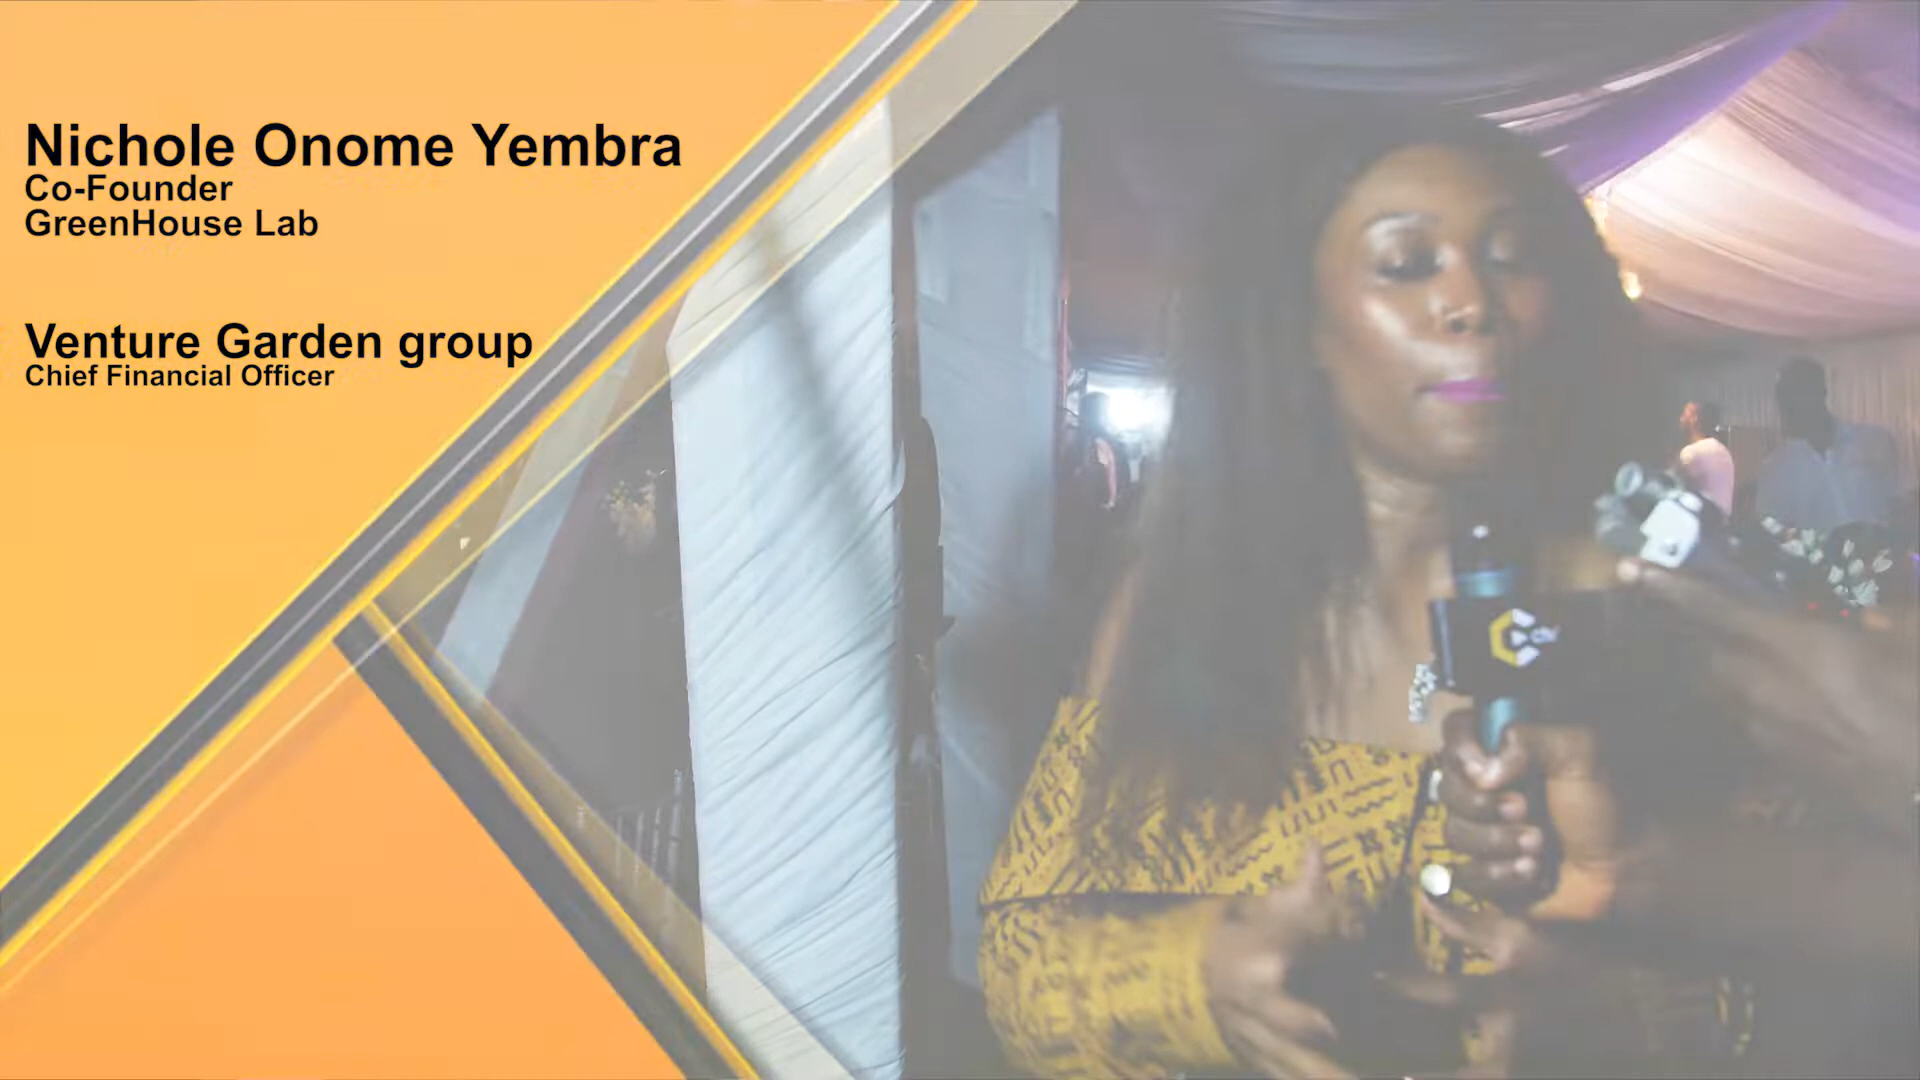 Nichole Onome Yembra
Co-Founder
GreenHouse Lab
Venture Garden group
Chief Financial Officer